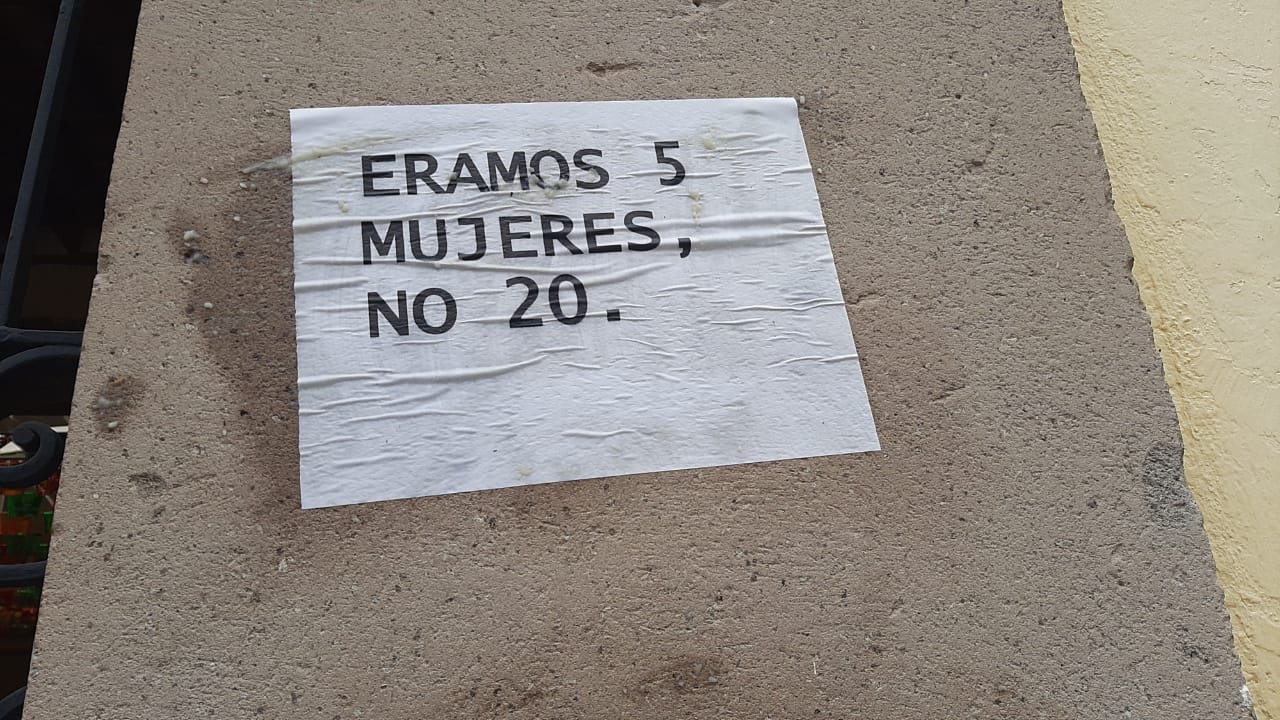 ERAMOS 5
MUJERES,
NO 20.